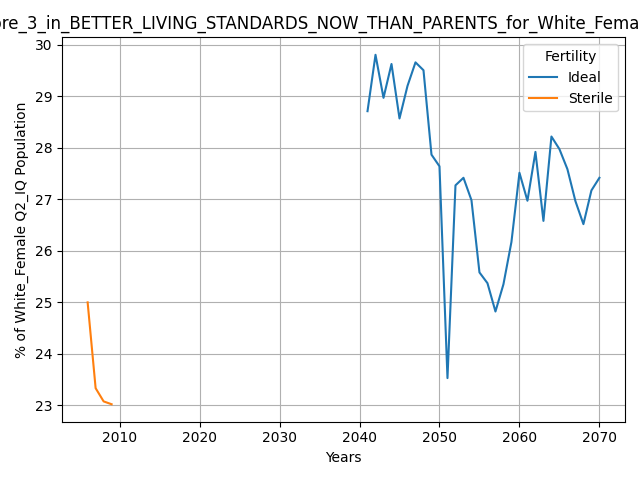 ore_3_in_BETTER_LIVING_STANDARDS_NOW_THAN_PARENTS_for_White_Fema
30
29
28
27
26
25
24
23
% of White_Female Q2_IQ Population
Fertility
Ideal
Sterile
2010 2020 2030 2040 2050 2060 2070
Years